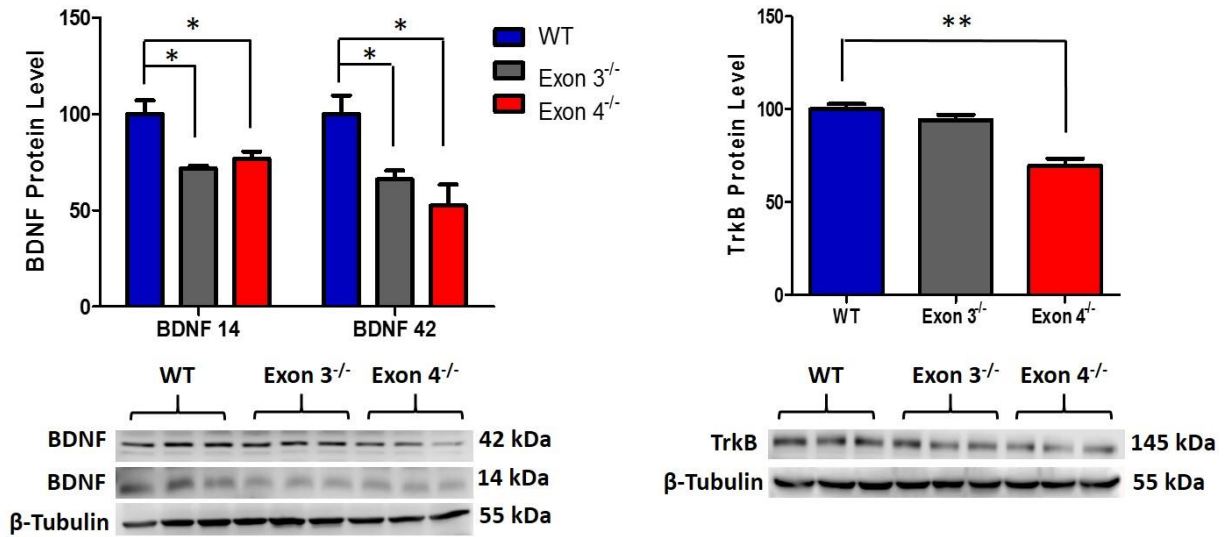 150
100
50
0
BDNF Protein Level
*
*
*
*
WT
Exon 3-/-
Exon 4-/-
BDNF 14
BDNF 42
WT
Exon 3-/-
Exon 4-/-
BDNF
42 kDa
BDNF
14 kDa
β-Tubulin
55 kDa
150
100
50
0
TrkB Protein Level
**
WT
Exon 3-/-
Exon 4-/-
WT
Exon 3-/-
Exon 4-/-
TrkB
145 kDa
β-Tubulin
55 kDa